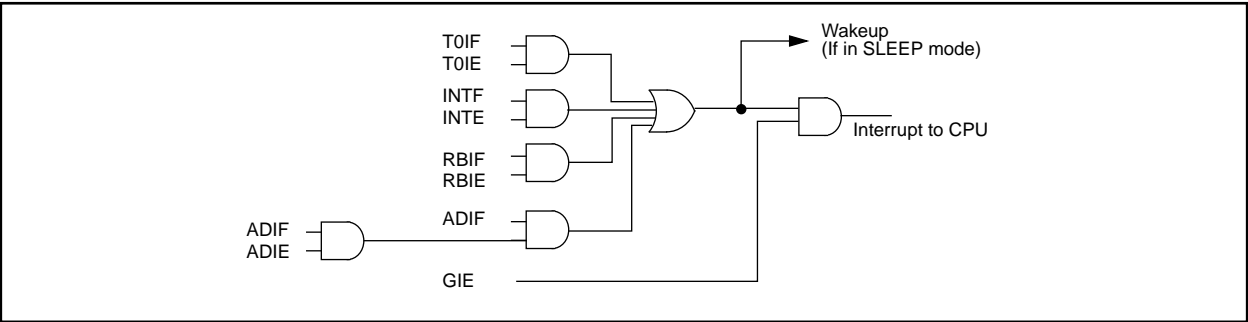 T0IF
T0IE
INTF
INTE
RBIF
RBIE
ADIF
ADIF
ADIE
GIE
Wakeup
(If in SLEEP mode)
Interrupt to CPU